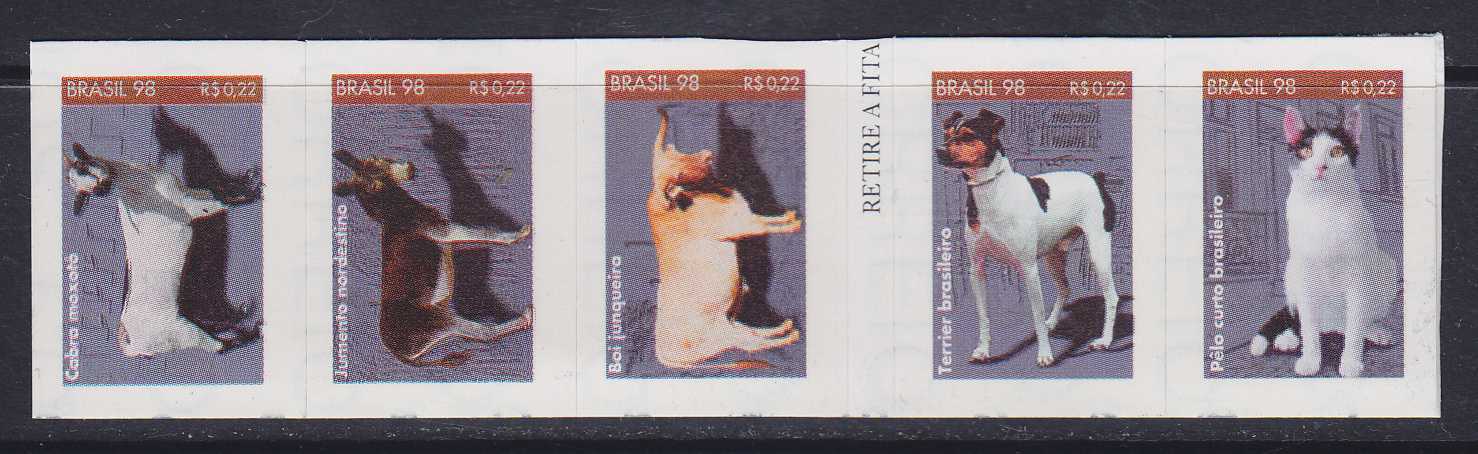 BRASIL 98 R$ 0,22
Cabra moxotó
BRASIL 98 R$ 0,22
Jumento nordestino
BRASIL 98 R$ 0,22
Boi junqueira
RETIRE A FITA
BRASIL 98 R$ 0,22
Terrier brasileiro
BRASIL 98 R$ 0,22
Pêlo curto brasileiro